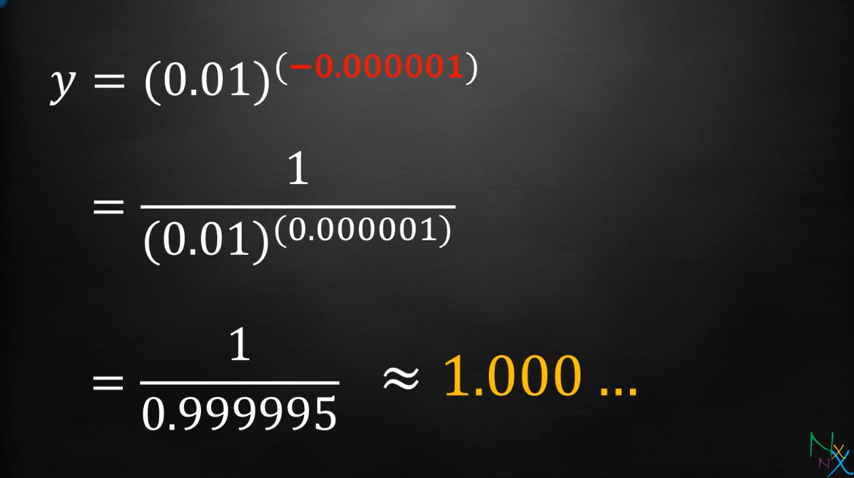 y = (0.01)^(−0.000001)
= 1 / (0.01)^(0.000001)
= 1 / 0.999995 ≈ 1.000 ...
N x N X